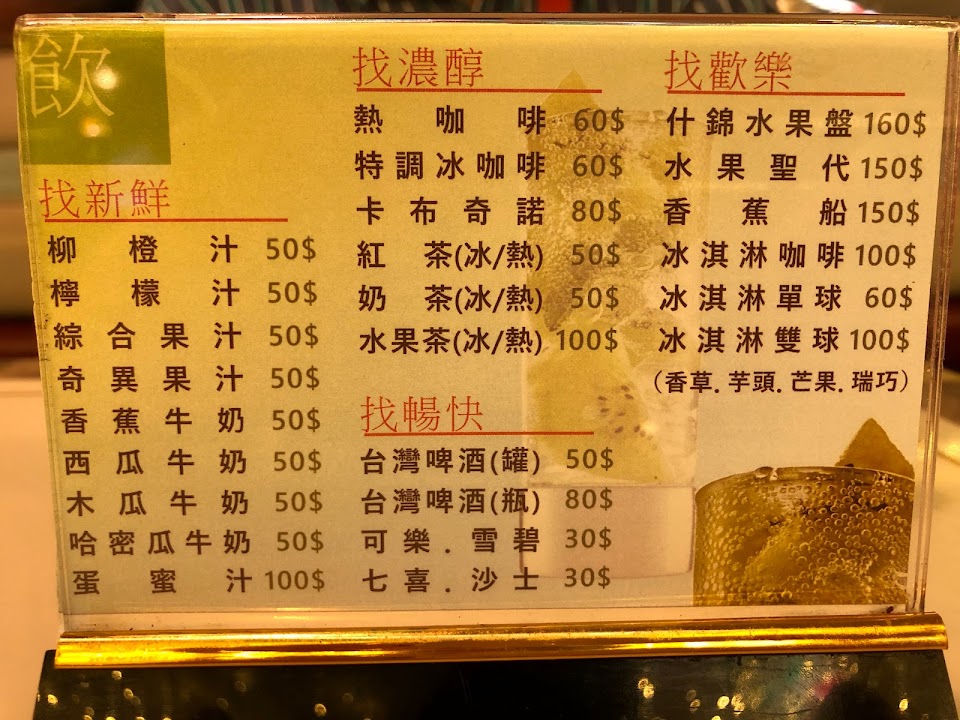 飲
找新鮮
柳橙汁 50$
檸檬汁 50$
綜合果汁 50$
奇異果汁 50$
香蕉牛奶 50$
西瓜牛奶 50$
木瓜牛奶 50$
哈密瓜牛奶 50$
蛋蜜汁 100$
找濃醇
熱咖啡 60$
特調冰咖啡 60$
卡布奇諾 80$
紅茶(冰/熱) 50$
奶茶(冰/熱) 50$
水果茶(冰/熱) 100$
找暢快
台灣啤酒(罐) 50$
台灣啤酒(瓶) 80$
可樂.雪碧 30$
七喜.沙士 30$
找歡樂
什錦水果盤 160$
水果聖代 150$
香蕉船 150$
冰淇淋咖啡 100$
冰淇淋單球 60$
冰淇淋雙球 100$
(香草.芋頭.芒果.瑞巧)